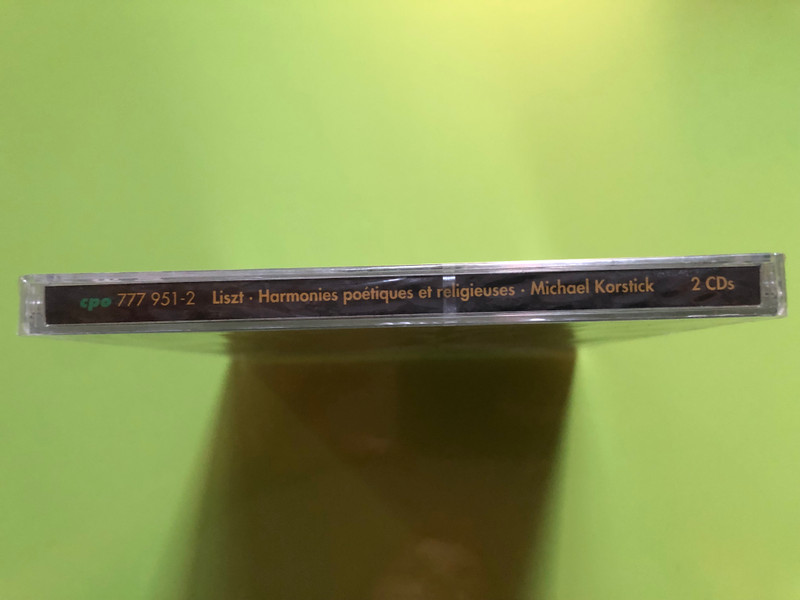 cpo 777 951-2 Liszt · Harmonies poétiques et religieuses · Michael Korstick 2 CDs